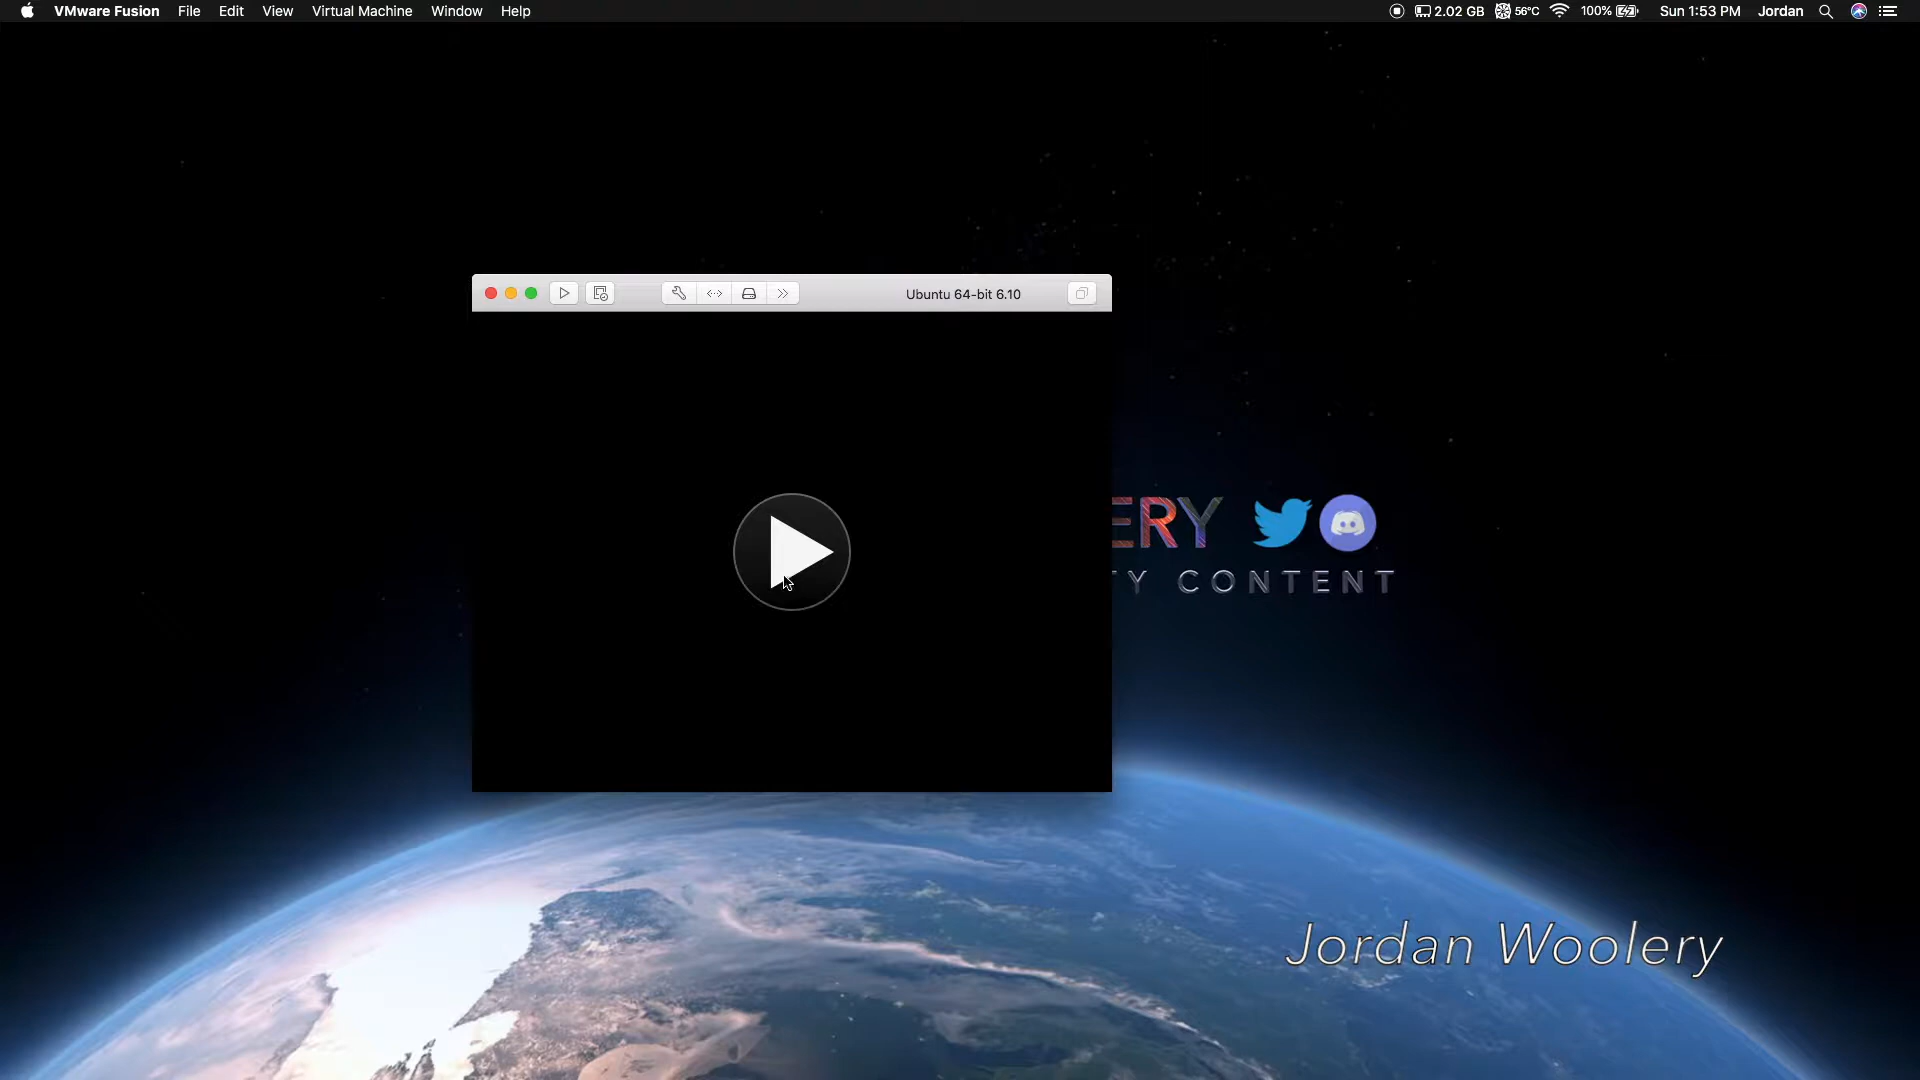 VMware Fusion File Edit View Virtual Machine Window Help 2.02 GB 56°C 100% Sun 1:53 PM Jordan
Ubuntu 64-bit 6.10
ERY
TY CONTENT
Jordan Woolery